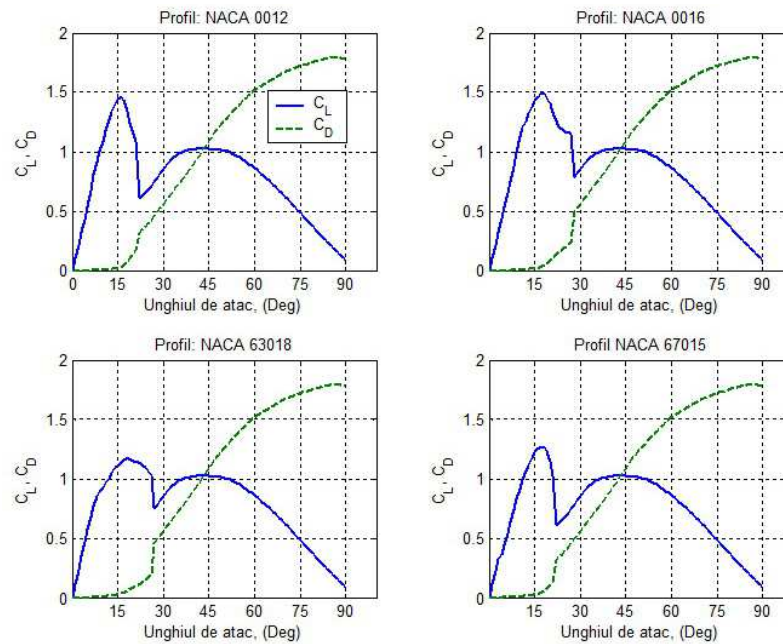 Profil: NACA 0012
2
1.5
1
0.5
0
C_L, C_D
C_L
C_D
0 15 30 45 60 75 90
Unghiul de atac, (Deg)
Profil: NACA 0016
2
1.5
1
0.5
0
C_L, C_D
15 30 45 60 75 90
Unghiul de atac, (Deg)
Profil: NACA 63018
2
1.5
1
0.5
0
C_L, C_D
15 30 45 60 75 90
Unghiul de atac, (Deg)
Profil NACA 67015
2
1.5
1
0.5
0
C_L, C_D
15 30 45 60 75 90
Unghiul de atac, (Deg)